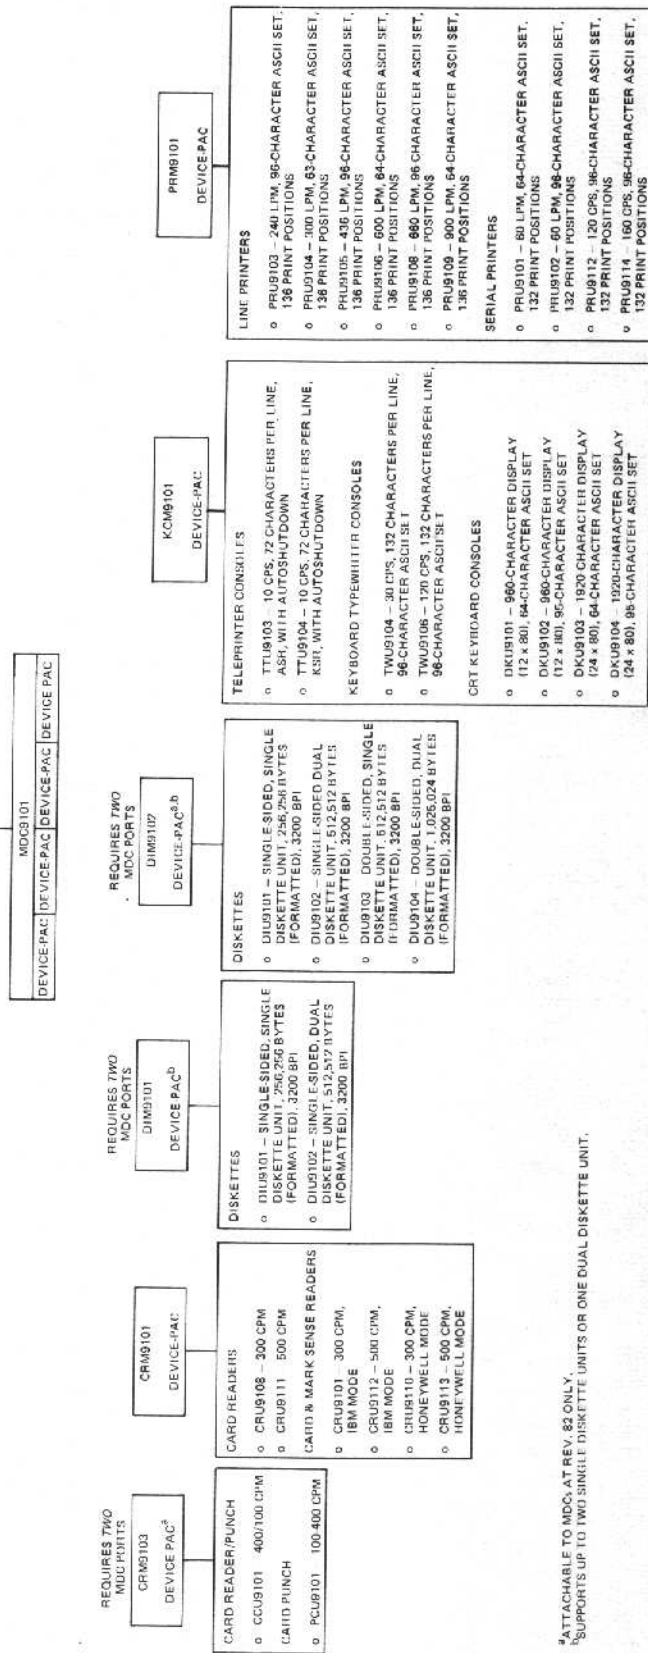 MDC9101
DEVICE-PAC DEVICE-PAC DEVICE-PAC DEVICE PAC
REQUIRES TWO
MDC PORTS
CRM9103
DEVICE PACa
CARD READER/PUNCH
o CCU9101 400/100 CPM
CARD PUNCH
o PCU9101 100-400 CPM
CRM9101
DEVICE-PAC
CARD READERS
o CRU9108 – 300 CPM
o CRU9111 500 CPM
CARD & MARK SENSE READERS
o CRU9101 – 300 CPM,
IBM MODE
o CRU9112 – 500 CPM,
IBM MODE
o CRU9110 – 300 CPM,
HONEYWELL MODE
o CRU9113 – 500 CPM,
HONEYWELL MODE
REQUIRES TWO
MDC PORTS
DIM9101
DEVICE PACb
DISKETTES
o DIU9101 – SINGLE-SIDED, SINGLE
DISKETTE UNIT, 256,256 BYTES
(FORMATTED), 3200 BPI
o DIU9102 – SINGLE-SIDED, DUAL
DISKETTE UNIT, 512,512 BYTES
(FORMATTED), 3200 BPI
REQUIRES TWO
MDC PORTS
DIM9102
DEVICE-PACa,b
DISKETTES
o DIU9101 – SINGLE-SIDED, SINGLE
DISKETTE UNIT, 256,256 BYTES
(FORMATTED), 3200 BPI
o DIU9102 – SINGLE-SIDED DUAL
DISKETTE UNIT, 512,512 BYTES
(FORMATTED), 3200 BPI
o DIU9103 DOUBLE-SIDED, SINGLE
DISKETTE UNIT, 512,512 BYTES
(FORMATTED), 3200 BPI
o DIU9104 – DOUBLE-SIDED, DUAL
DISKETTE UNIT, 1,025,024 BYTES
(FORMATTED), 3200 BPI
KCM9101
DEVICE-PAC
TELEPRINTER CONSOLES
o TTU9103 – 10 CPS, 72 CHARACTERS PER LINE,
ASR, WITH AUTOSHUTDOWN
o TTU9104 – 10 CPS, 72 CHARACTERS PER LINE,
KSR, WITH AUTOSHUTDOWN
KEYBOARD TYPEWRITER CONSOLES
o TWU9104 – 30 CPS, 132 CHARACTERS PER LINE,
96-CHARACTER ASCII SET
o TWU9106 – 120 CPS, 132 CHARACTERS PER LINE,
96-CHARACTER ASCII SET
CRT KEYBOARD CONSOLES
o DKU9101 – 960-CHARACTER DISPLAY
(12 x 80), 64-CHARACTER ASCII SET
o DKU9102 – 960-CHARACTER DISPLAY
(12 x 80), 95-CHARACTER ASCII SET
o DKU9103 – 1920-CHARACTER DISPLAY
(24 x 80), 64-CHARACTER ASCII SET
o DKU9104 – 1920-CHARACTER DISPLAY
(24 x 80), 95-CHARACTER ASCII SET
PRM9101
DEVICE-PAC
LINE PRINTERS
o PRU9103 – 240 LPM, 96-CHARACTER ASCII SET,
136 PRINT POSITIONS
o PRU9104 – 300 LPM, 63-CHARACTER ASCII SET,
136 PRINT POSITIONS
o PRU9105 – 436 LPM, 96-CHARACTER ASCII SET,
136 PRINT POSITIONS
o PRU9106 – 600 LPM, 64-CHARACTER ASCII SET,
136 PRINT POSITIONS
o PRU9108 – 660 LPM, 96 CHARACTER ASCII SET,
136 PRINT POSITIONS
o PRU9109 – 900 LPM, 64-CHARACTER ASCII SET,
136 PRINT POSITIONS
SERIAL PRINTERS
o PRU9101 – 60 LPM, 64-CHARACTER ASCII SET,
132 PRINT POSITIONS
o PRU9102 – 60 LPM, 96-CHARACTER ASCII SET,
132 PRINT POSITIONS
o PRU9112 – 120 CPS, 96-CHARACTER ASCII SET,
132 PRINT POSITIONS
o PRU9114 – 160 CPS, 96-CHARACTER ASCII SET,
132 PRINT POSITIONS
aATTACHABLE TO MDCs AT REV. 82 ONLY.
bSUPPORTS UP TO TWO SINGLE DISKETTE UNITS OR ONE DUAL DISKETTE UNIT.